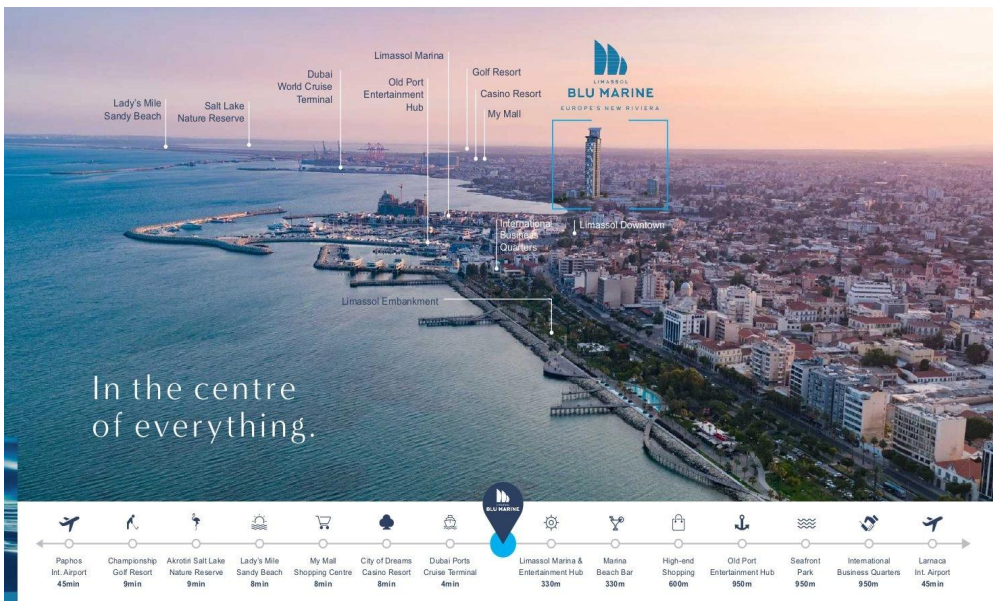 LIMASSOL
BLU MARINE
EUROPE'S NEW RIVIERA
Limassol Marina
Golf Resort
Dubai
World Cruise
Terminal
Old Port
Entertainment
Hub
Casino Resort
Lady's Mile
Sandy Beach
Salt Lake
Nature Reserve
My Mall
International
Business
Quarters
Limassol Downtown
Limassol Embankment
In the centre
of everything.
BLU MARINE
Paphos
Int. Airport
45min
Championship
Golf Resort
9min
Akrotiri Salt Lake
Nature Reserve
9min
Lady's Mile
Sandy Beach
8min
My Mall
Shopping Centre
8min
City of Dreams
Casino Resort
8min
Dubai Ports
Cruise Terminal
4min
Limassol Marina &
Entertainment Hub
330m
Marina
Beach Bar
330m
High-end
Shopping
600m
Old Port
Entertainment Hub
950m
Seafront
Park
950m
International
Business Quarters
950m
Larnaca
Int. Airport
45min